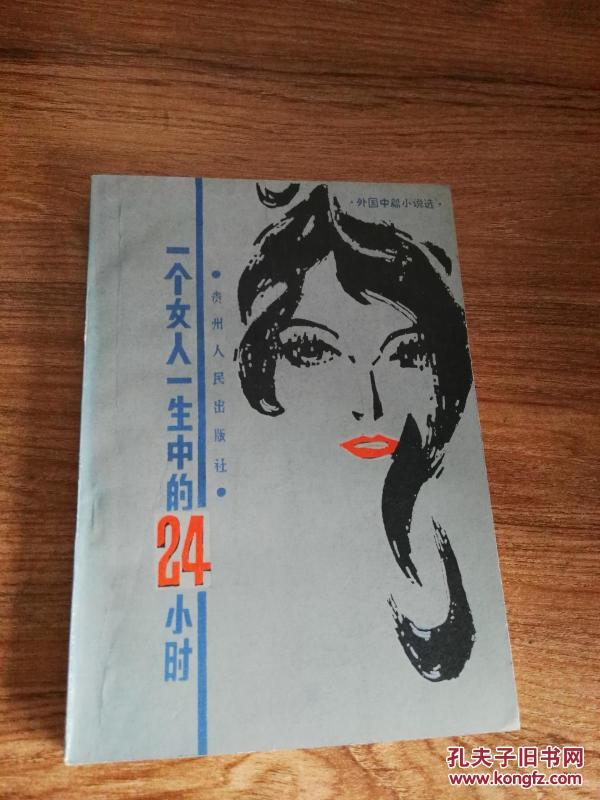 ·外国中篇小说选·
一个女人一生中的24小时
·贵州人民出版社·
孔夫子旧书网
www.kongfz.com